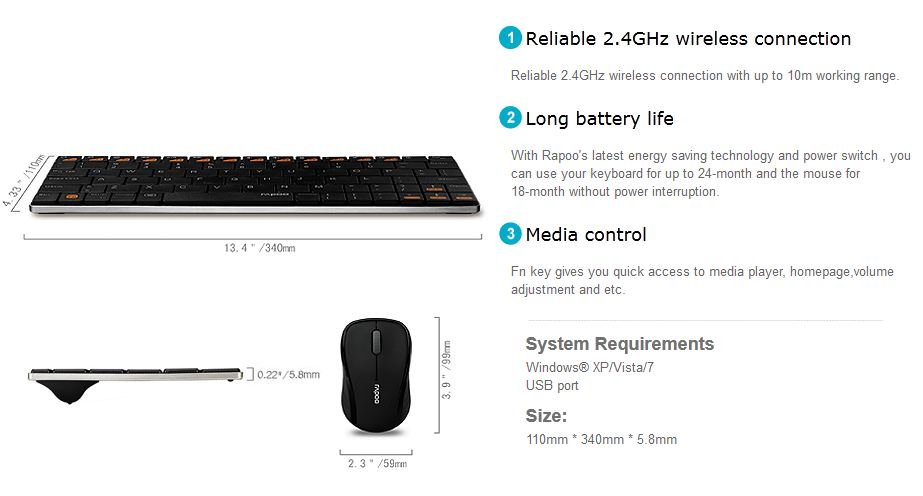 1 Reliable 2.4GHz wireless connection
Reliable 2.4GHz wireless connection with up to 10m working range.
2 Long battery life
With Rapoo's latest energy saving technology and power switch , you
can use your keyboard for up to 24-month and the mouse for
18-month without power interruption.
3 Media control
Fn key gives you quick access to media player, homepage,volume
adjustment and etc.
System Requirements
Windows® XP/Vista/7
USB port
Size:
110mm * 340mm * 5.8mm
4.33"/110mm
rapoo
13.4"/340mm
0.22"/5.8mm
rapoo
3.9"/99mm
2.3"/59mm